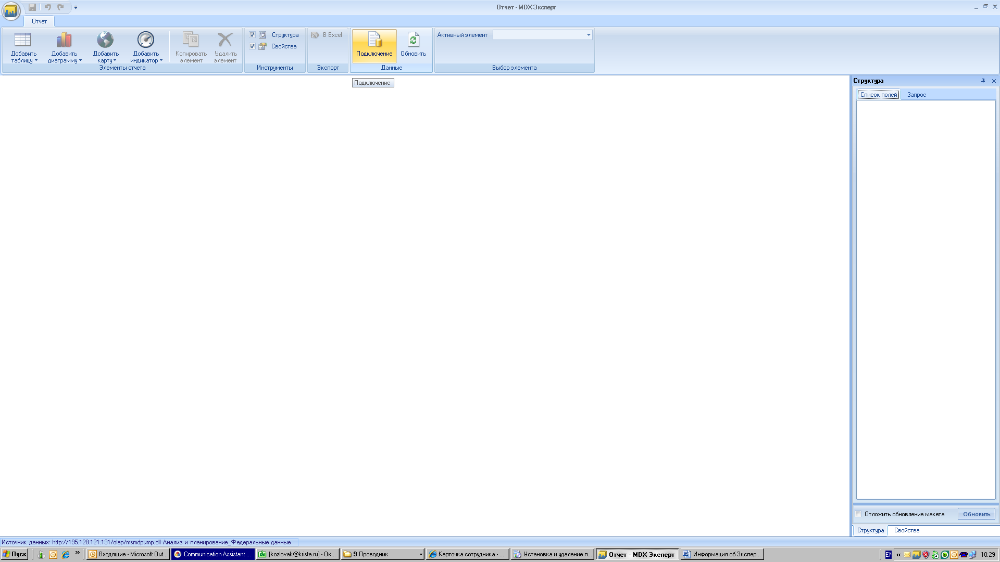 Отчет - MDX Эксперт
Отчет
Добавить таблицу
Добавить диаграмму
Добавить карту
Добавить индикатор
Копировать элемент
Удалить элемент
Элементы отчета
Структура
Свойства
Инструменты
В Excel
Экспорт
Подключение
Обновить
Данные
Активный элемент
Выбор элемента
Подключение
Структура
Список полей
Запрос
Отложить обновление макета
Обновить
Структура
Свойства
Источник данных: http://195.128.121.131/olap/msmdpump.dll Анализ и планирование_Федеральные данные
Пуск
»
Входящие - Microsoft Out...
Communication Assistant ...
[kozlovak@krista.ru] - Ок...
9 Проводник
Карточка сотрудника - ...
Установка и удаление п...
Отчет - MDX Эксперт
Информация об Экспер...
EN
«
10:29